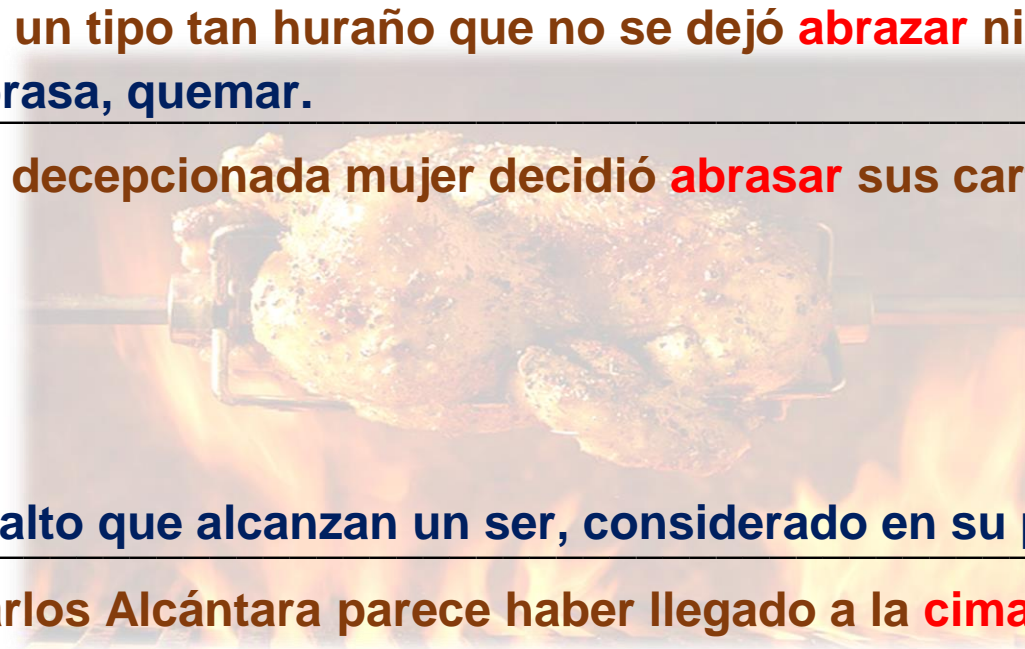 un tipo tan huraño que no se dejó abrazar ni
rasa, quemar.
decepcionada mujer decidió abrasar sus car
alto que alcanzan un ser, considerado en su p
rlos Alcántara parece haber llegado a la cima